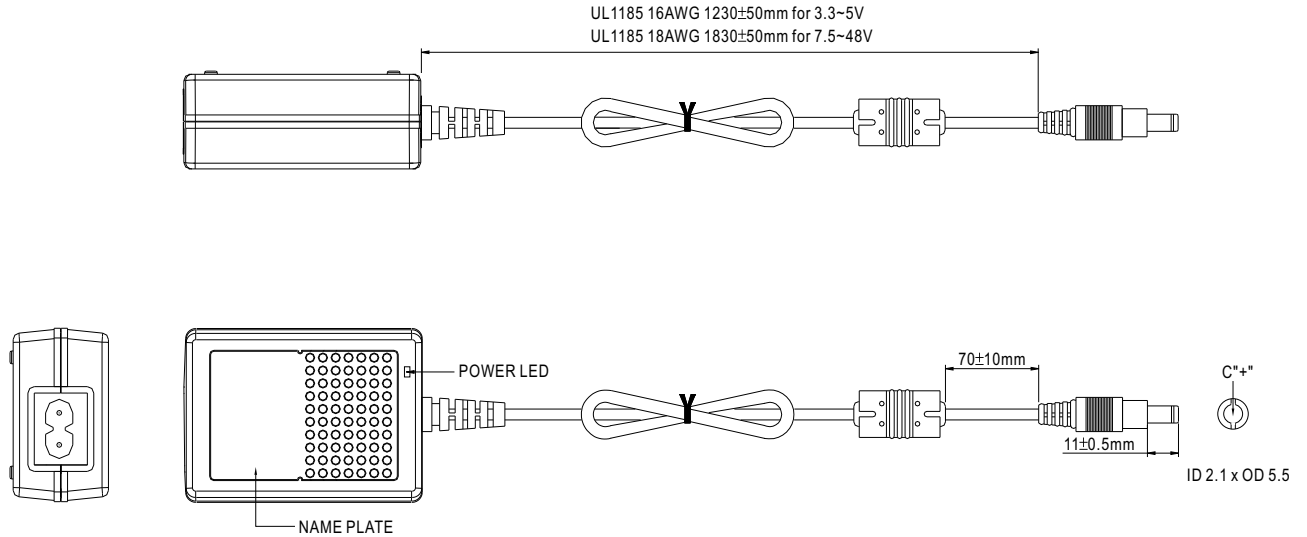 UL1185 16AWG 1230±50mm for 3.3~5V
UL1185 18AWG 1830±50mm for 7.5~48V
POWER LED
70±10mm
C"+"
11±0.5mm
ID 2.1 x OD 5.5
NAME PLATE